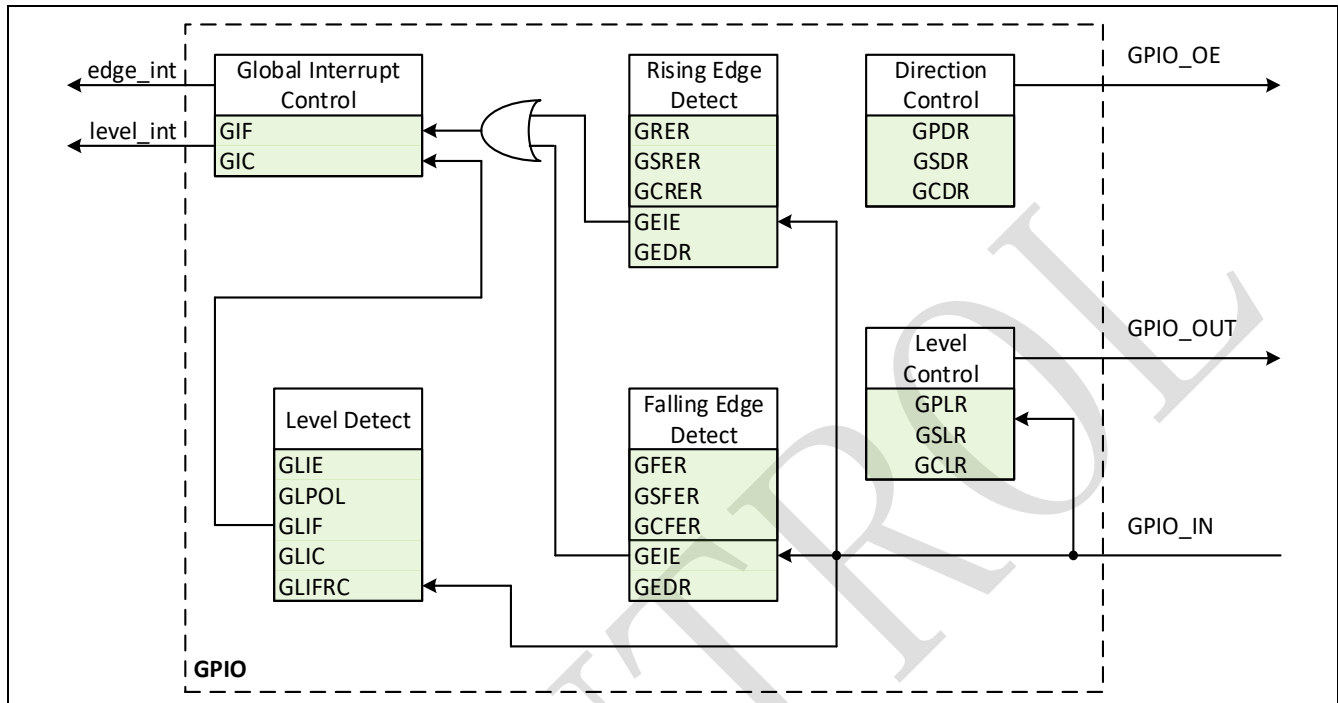 edge_int
level_int
Global Interrupt
Control
GIF
GIC
Rising Edge
Detect
GRER
GSRER
GCRER
GEIE
GEDR
Direction
Control
GPDR
GSDR
GCDR
GPIO_OE
Level Detect
GLIE
GLPOL
GLIF
GLIC
GLIFRC
Falling Edge
Detect
GFER
GSFER
GCFER
GEIE
GEDR
Level
Control
GPLR
GSLR
GCLR
GPIO_OUT
GPIO_IN
GPIO